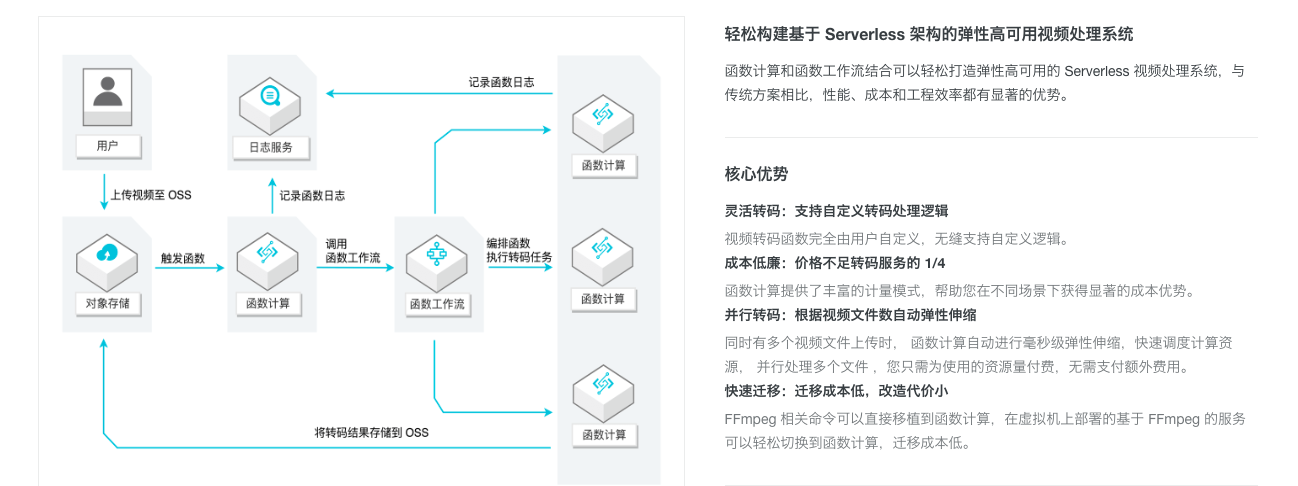 用户
日志服务
记录函数日志
函数计算
上传视频至 OSS
记录函数日志
对象存储
触发函数
函数计算
调用
函数工作流
函数工作流
编排函数
执行转码任务
函数计算
函数计算
将转码结果存储到 OSS
轻松构建基于 Serverless 架构的弹性高可用视频处理系统
函数计算和函数工作流结合可以轻松打造弹性高可用的 Serverless 视频处理系统，与
传统方案相比，性能、成本和工程效率都有显著的优势。
核心优势
灵活转码：支持自定义转码处理逻辑
视频转码函数完全由用户自定义，无缝支持自定义逻辑。
成本低廉：价格不足转码服务的 1/4
函数计算提供了丰富的计量模式，帮助您在不同场景下获得显著的成本优势。
并行转码：根据视频文件数自动弹性伸缩
同时有多个视频文件上传时， 函数计算自动进行毫秒级弹性伸缩，快速调度计算资
源， 并行处理多个文件 ，您只需为使用的资源量付费，无需支付额外费用。
快速迁移：迁移成本低，改造代价小
FFmpeg 相关命令可以直接移植到函数计算，在虚拟机上部署的基于 FFmpeg 的服务
可以轻松切换到函数计算，迁移成本低。